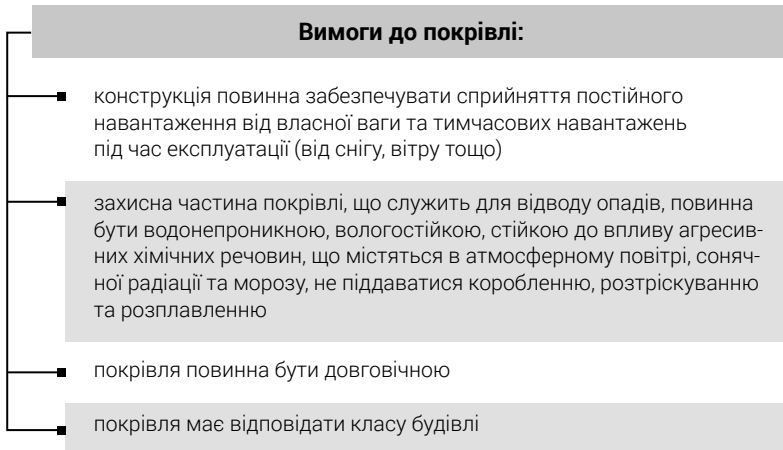 Вимоги до покрівлі:
конструкція повинна забезпечувати сприйняття постійного
навантаження від власної ваги та тимчасових навантажень
під час експлуатації (від снігу, вітру тощо)
захисна частина покрівлі, що служить для відводу опадів, повинна
бути водонепроникною, вологостійкою, стійкою до впливу агресив-
них хімічних речовин, що містяться в атмосферному повітрі, соняч-
ної радіації та морозу, не піддаватися коробленню, розтріскуванню
та розплавленню
покрівля повинна бути довговічною
покрівля має відповідати класу будівлі